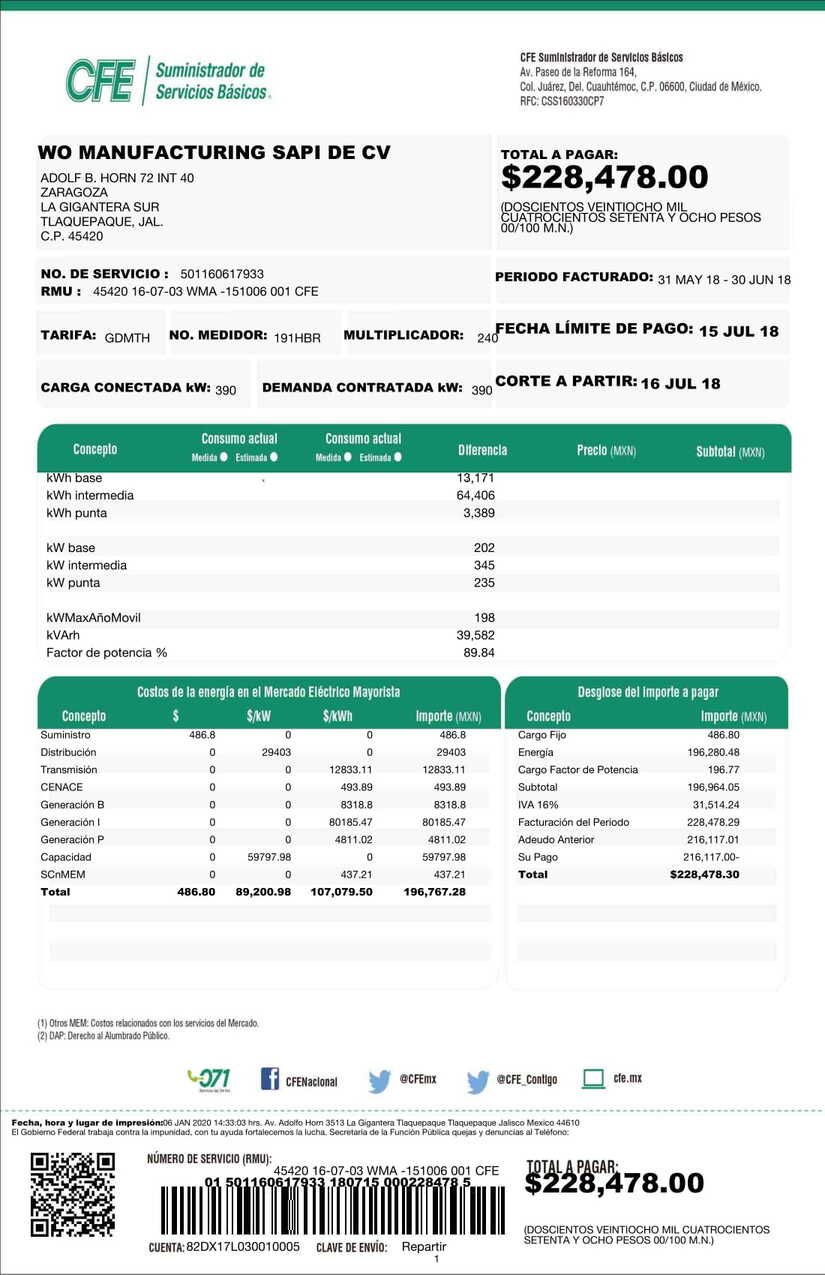 CFE Suministrador de Servicios Básicos
CFE Suministrador de Servicios Básicos
Av. Paseo de la Reforma 164,
Col. Juárez, Del. Cuauhtémoc, C.P. 06600, Ciudad de México.
RFC: CSS160330CP7
WO MANUFACTURING SAPI DE CV
ADOLF B. HORN 72 INT 40
ZARAGOZA
LA GIGANTERA SUR
TLAQUEPAQUE, JAL.
C.P. 45420
TOTAL A PAGAR:
$228,478.00
(DOSCIENTOS VEINTIOCHO MIL
CUATROCIENTOS SETENTA Y OCHO PESOS
00/100 M.N.)
NO. DE SERVICIO : 501160617933
RMU : 45420 16-07-03 WMA -151006 001 CFE
PERIODO FACTURADO: 31 MAY 18 - 30 JUN 18
TARIFA: GDMTH NO. MEDIDOR: 191HBR MULTIPLICADOR: 240
FECHA LÍMITE DE PAGO: 15 JUL 18
CARGA CONECTADA kW: 390 DEMANDA CONTRATADA kW: 390
CORTE A PARTIR: 16 JUL 18
Concepto Consumo actual Consumo actual Diferencia Precio (MXN) Subtotal (MXN)
Medida Estimada Medida Estimada
kWh base 13,171
kWh intermedia 64,406
kWh punta 3,389
kW base 202
kW intermedia 345
kW punta 235
kWMaxAñoMovil 198
kVArh 39,582
Factor de potencia % 89.84
Costos de la energía en el Mercado Eléctrico Mayorista
Concepto $ $/kW $/kWh Importe (MXN)
Suministro 486.8 0 0 486.8
Distribución 0 29403 0 29403
Transmisión 0 0 12833.11 12833.11
CENACE 0 0 493.89 493.89
Generación B 0 0 8318.8 8318.8
Generación I 0 0 80185.47 80185.47
Generación P 0 0 4811.02 4811.02
Capacidad 0 59797.98 0 59797.98
SCnMEM 0 0 437.21 437.21
Total 486.80 89,200.98 107,079.50 196,767.28
Desglose del importe a pagar
Concepto Importe (MXN)
Cargo Fijo 486.80
Energía 196,280.48
Cargo Factor de Potencia 196.77
Subtotal 196,964.05
IVA 16% 31,514.24
Facturación del Periodo 228,478.29
Adeudo Anterior 216,117.01
Su Pago 216,117.00-
Total $228,478.30
(1) Otros MEM: Costos relacionados con los servicios del Mercado.
(2) DAP: Derecho al Alumbrado Público.
071 CFENacional @CFEmx @CFE_Contigo cfe.mx
Fecha, hora y lugar de impresión:06 JAN 2020 14:33:03 hrs. Av. Adolfo Horn 3513 La Gigantera Tlaquepaque Tlaquepaque Jalisco Mexico 44610
El Gobierno Federal trabaja contra la impunidad, con tu ayuda fortalecemos la lucha. Secretaría de la Función Pública quejas y denuncias al Teléfono:
NÚMERO DE SERVICIO (RMU):
45420 16-07-03 WMA -151006 001 CFE
01 501160617933 180715 000228478 5
CUENTA: 82DX17L030010005 CLAVE DE ENVÍO: Repartir
1
TOTAL A PAGAR:
$228,478.00
(DOSCIENTOS VEINTIOCHO MIL CUATROCIENTOS
SETENTA Y OCHO PESOS 00/100 M.N.)